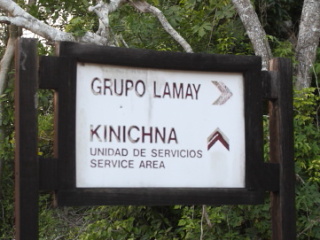 GRUPO LAMAY
KINICHNA
UNIDAD DE SERVICIOS
SERVICE AREA